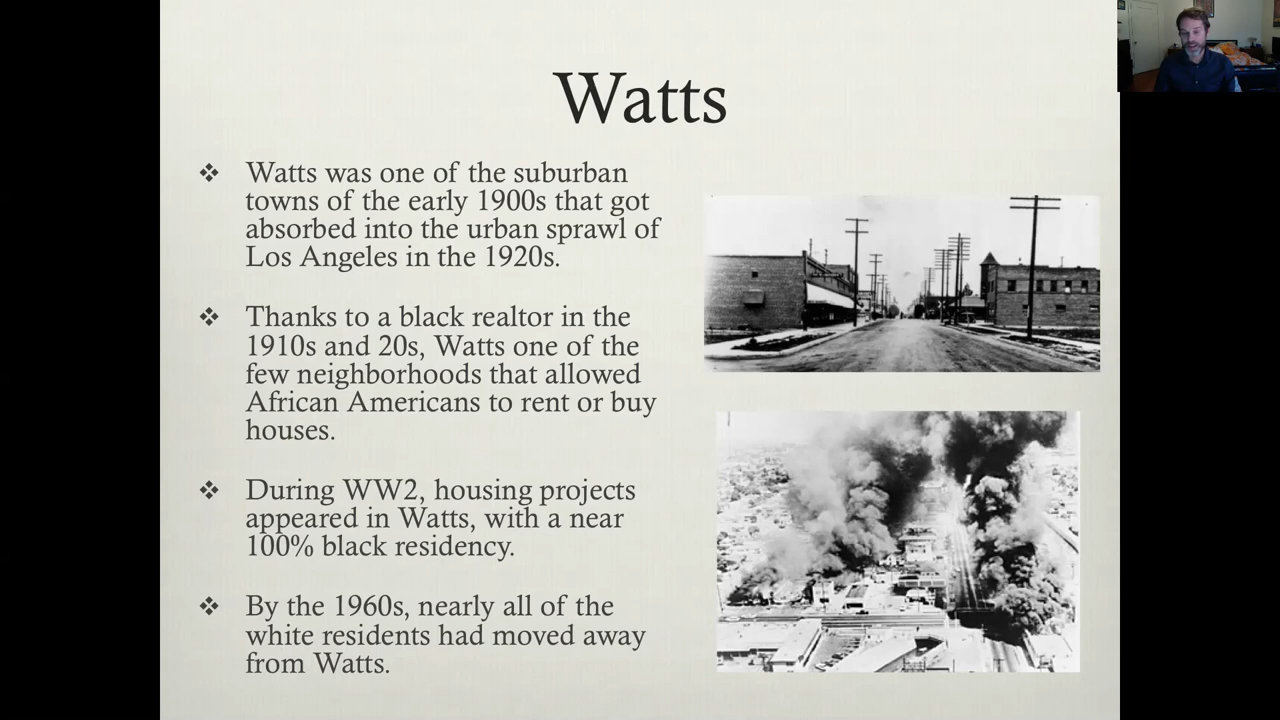 Watts
❖ Watts was one of the suburban
towns of the early 1900s that got
absorbed into the urban sprawl of
Los Angeles in the 1920s.
❖ Thanks to a black realtor in the
1910s and 20s, Watts one of the
few neighborhoods that allowed
African Americans to rent or buy
houses.
❖ During WW2, housing projects
appeared in Watts, with a near
100% black residency.
❖ By the 1960s, nearly all of the
white residents had moved away
from Watts.